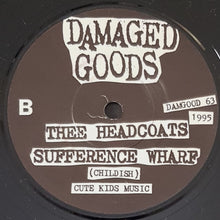 DAMAGED
GOODS
B
DAMGOOD 63
1995
THEE HEADCOATS
SUFFERENCE WHARF
(CHILDISH)
CUTE KIDS MUSIC